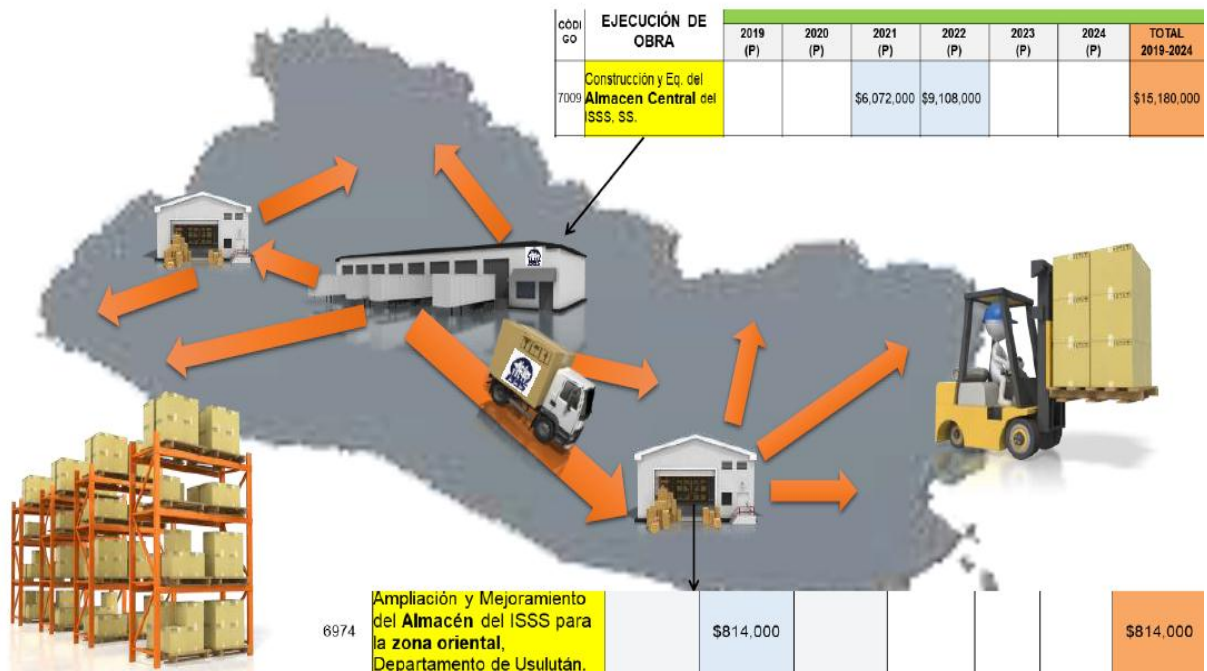 CÓDI GO EJECUCIÓN DE OBRA 2019 (P) 2020 (P) 2021 (P) 2022 (P) 2023 (P) 2024 (P) TOTAL 2019-2024
7009 Construcción y Eq. del
Almacen Central del
ISSS, SS.
$6,072,000 $9,108,000 $15,180,000
6974 Ampliación y Mejoramiento
del Almacén del ISSS para
la zona oriental,
Departamento de Usulután.
$814,000 $814,000